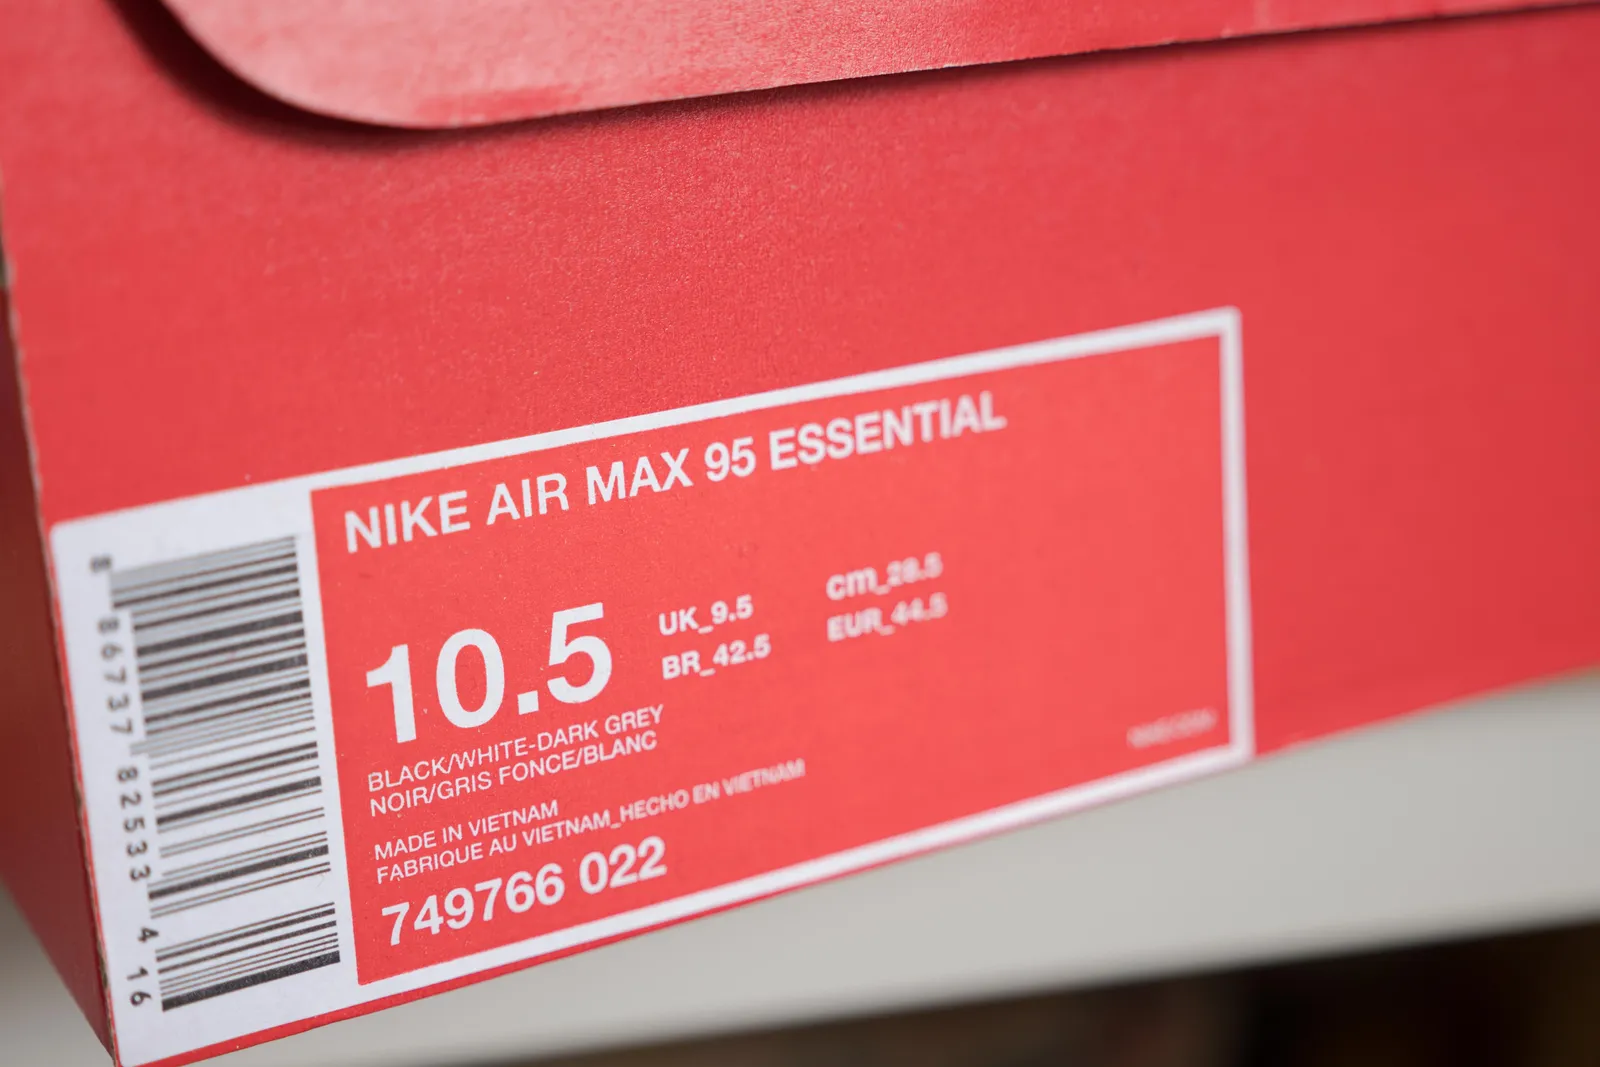 NIKE AIR MAX 95 ESSENTIAL
10.5
UK_9.5
cm_28.5
BR_42.5
EUR_44.5
BLACK/WHITE-DARK GREY
NOIR/GRIS FONCE/BLANC
MADE IN VIETNAM
FABRIQUE AU VIETNAM_HECHO EN VIETNAM
749766 022
8 86737 82533 4 16